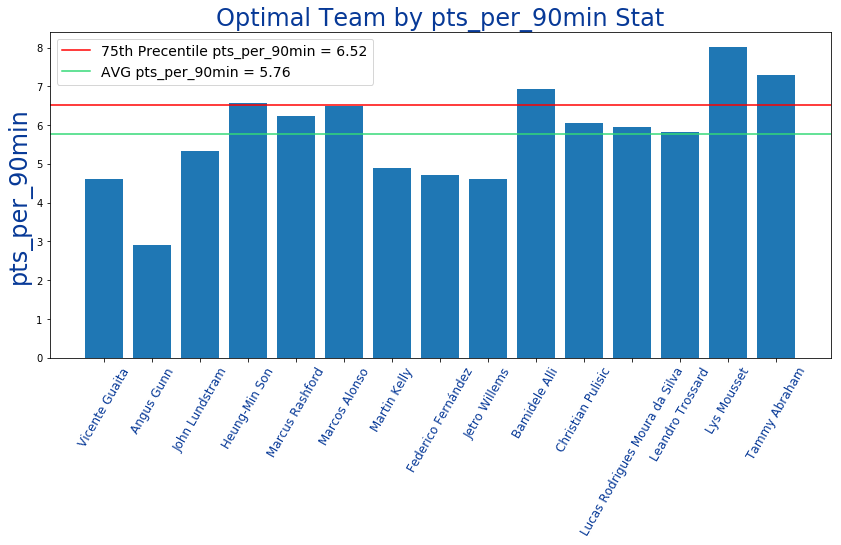 Optimal Team by pts_per_90min Stat
75th Precentile pts_per_90min = 6.52
AVG pts_per_90min = 5.76
pts_per_90min
8
7
6
5
4
3
2
1
0
Vicente Guaita
Angus Gunn
John Lundstram
Heung-Min Son
Marcus Rashford
Marcos Alonso
Martin Kelly
Federico Fernández
Jetro Willems
Bamidele Alli
Christian Pulisic
Lucas Rodrigues Moura da Silva
Leandro Trossard
Lys Mousset
Tammy Abraham